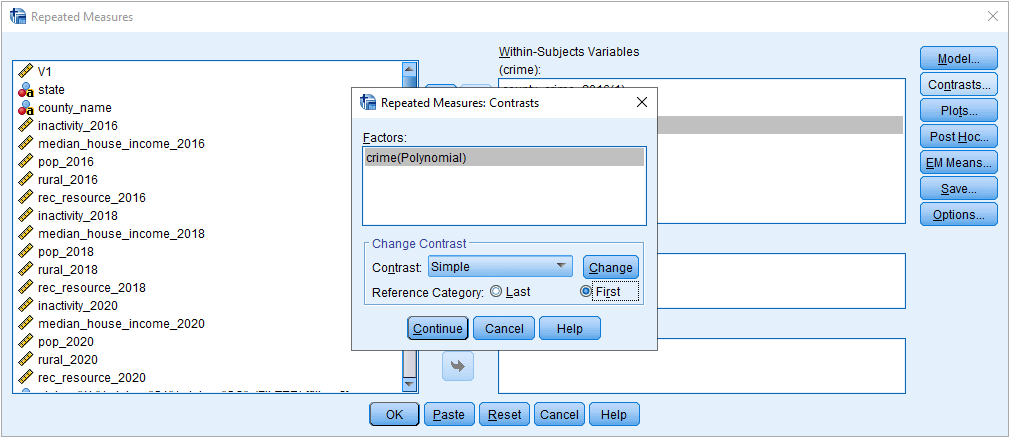 Repeated Measures
V1
state
county_name
inactivity_2016
median_house_income_2016
pop_2016
rural_2016
rec_resource_2016
inactivity_2018
median_house_income_2018
pop_2018
rural_2018
rec_resource_2018
inactivity_2020
median_house_income_2020
pop_2020
rural_2020
rec_resource_2020
Within-Subjects Variables
(crime):
Repeated Measures: Contrasts
Factors:
crime(Polynomial)
Change Contrast
Contrast: Simple Change
Reference Category: Last First
Continue Cancel Help
Model...
Contrasts...
Plots...
Post Hoc...
EM Means...
Save...
Options...
OK Paste Reset Cancel Help